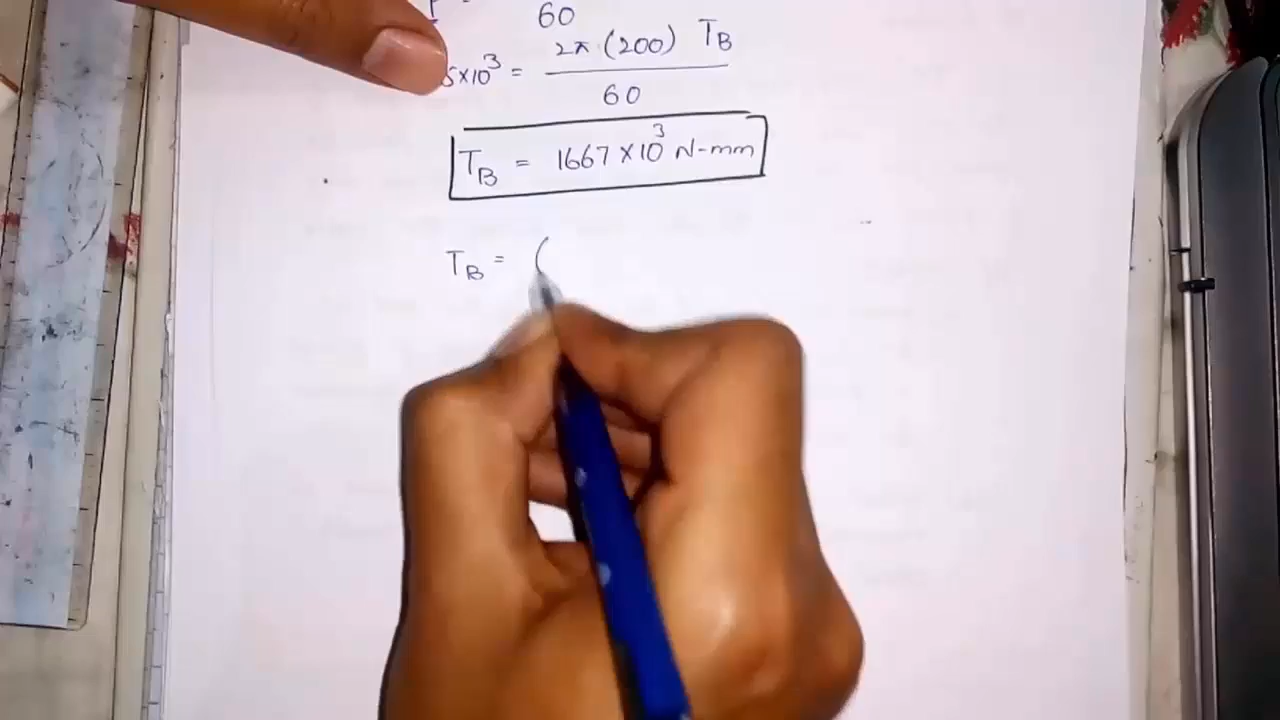 60
5×10³ = 2π (200) T_B
60
T_B = 1667 × 10³ N-mm
T_B = (